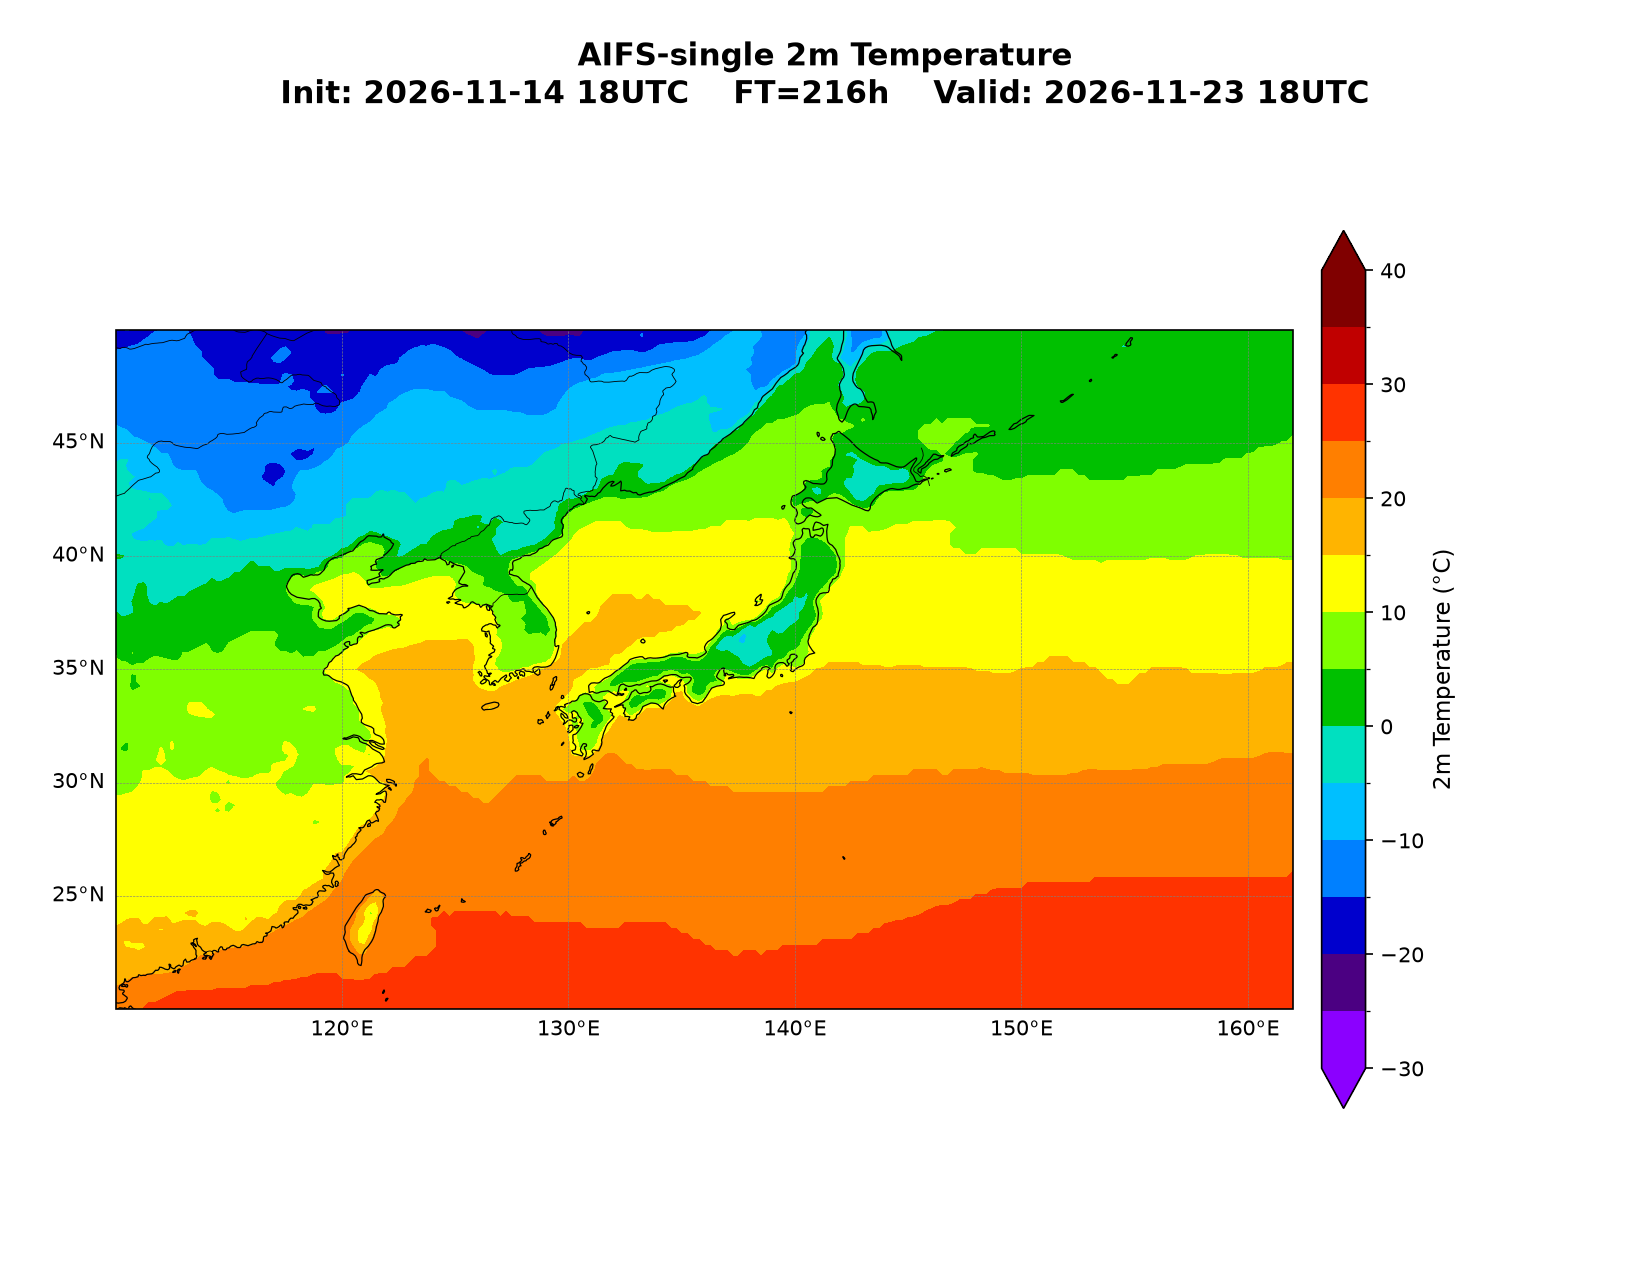 AIFS-single 2m Temperature
Init: 2026-11-14 18UTC    FT=216h    Valid: 2026-11-23 18UTC
45°N
40°N
35°N
30°N
25°N
120°E
130°E
140°E
150°E
160°E
40
30
20
10
0
−10
−20
−30
2m Temperature (°C)